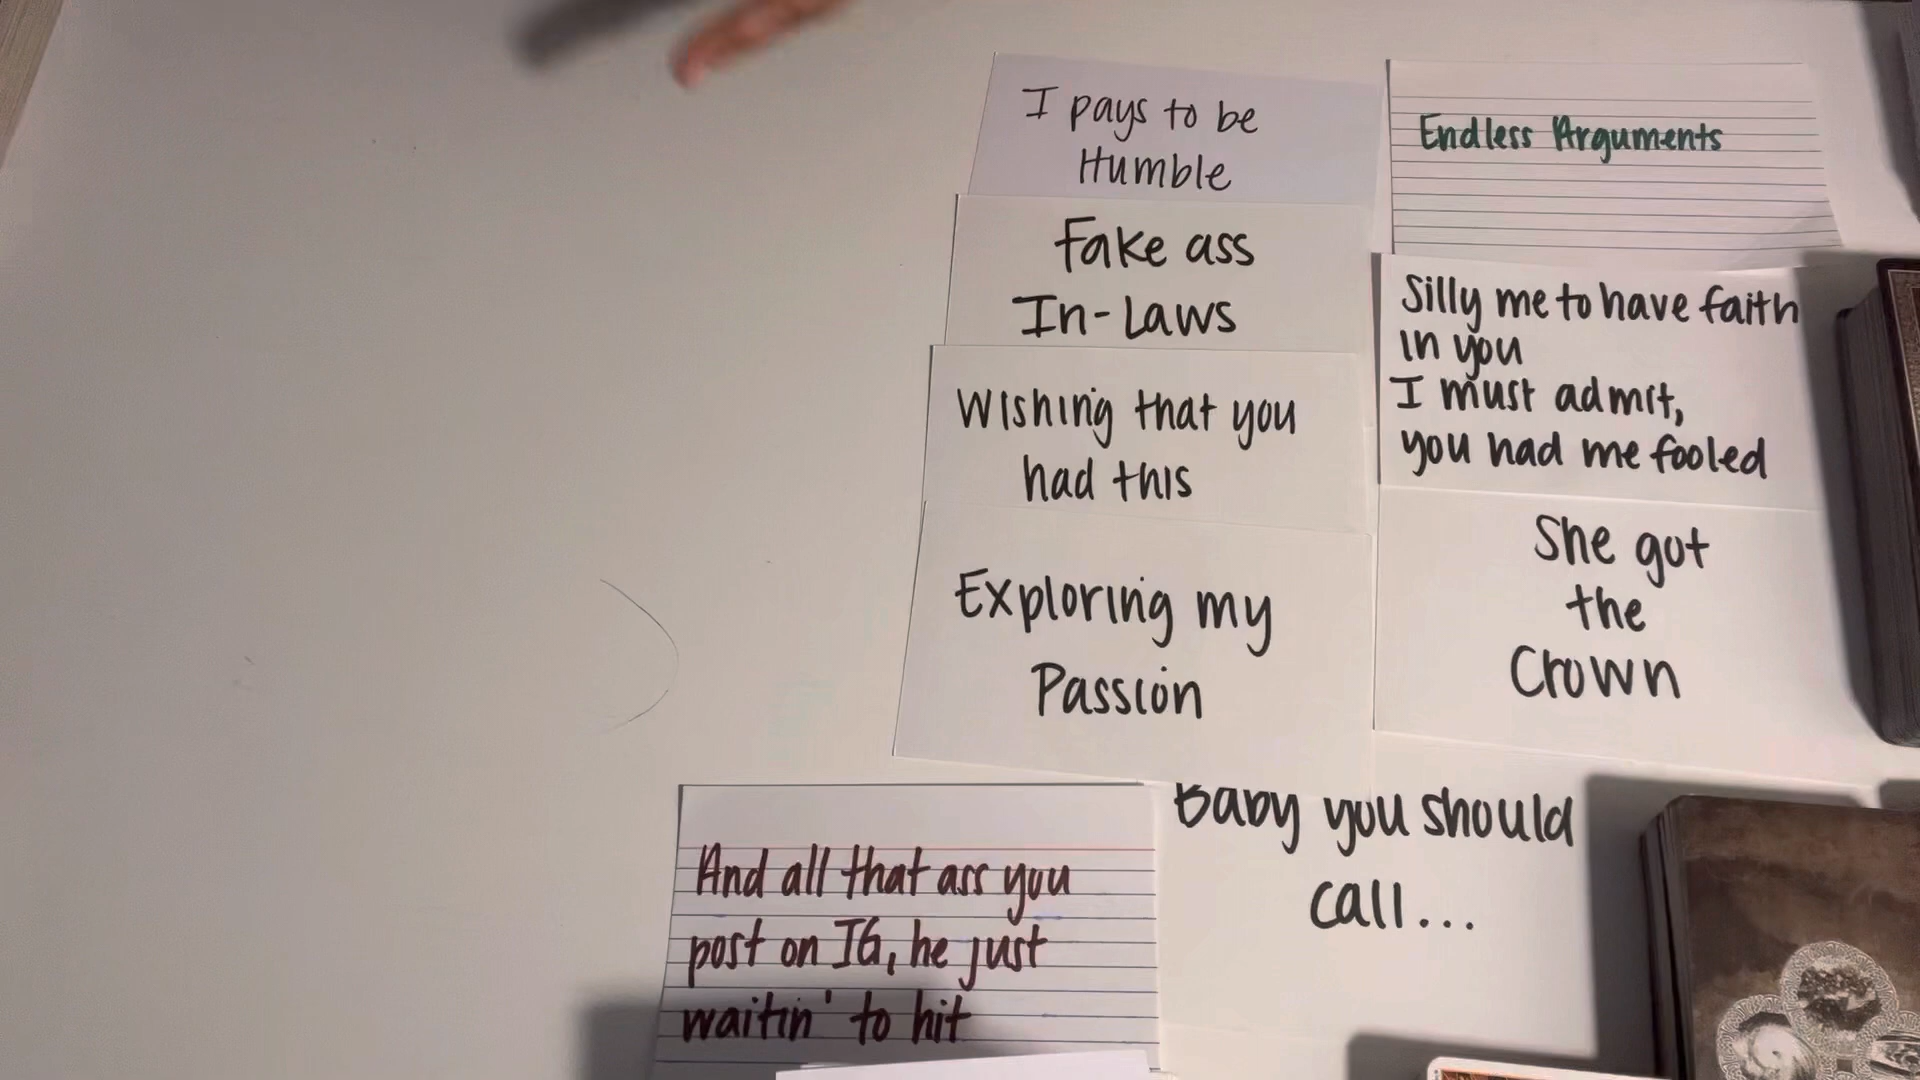 I pays to be
Humble
Fake ass
In-Laws
Wishing that you
had this
Exploring my
Passion
Endless Arguments
Silly me to have faith
in you
I must admit,
you had me fooled
She got
the
Crown
And all that ass you
post on IG, he just
waitin' to hit
Baby you should
call...